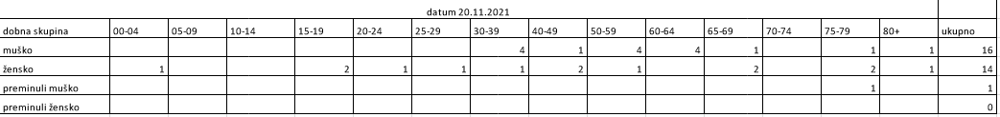 datum 20.11.2021
dobna skupina 00-04 05-09 10-14 15-19 20-24 25-29 30-39 40-49 50-59 60-64 65-69 70-74 75-79 80+ ukupno
muško 4 1 4 4 1 1 1 16
žensko 1 2 1 1 1 2 1 2 2 1 14
preminuli muško 1 1
preminuli žensko 0